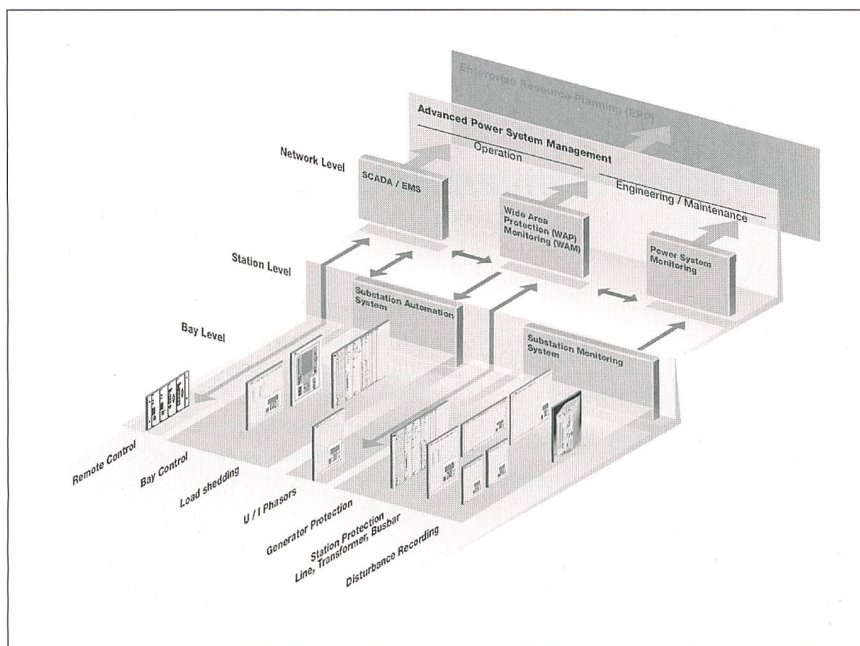 Enterprise Resource Planning (ERP)
Advanced Power System Management
Operation
Engineering / Maintenance
Network Level
SCADA / EMS
Wide Area
Protection (WAP)
Monitoring (WAM)
Power System
Monitoring
Station Level
Substation Automation
System
Substation Monitoring
System
Bay Level
Remote Control
Bay Control
Load shedding
U / I Phasors
Generator Protection
Station Protection
Line, Transformer, Busbar
Disturbance Recording